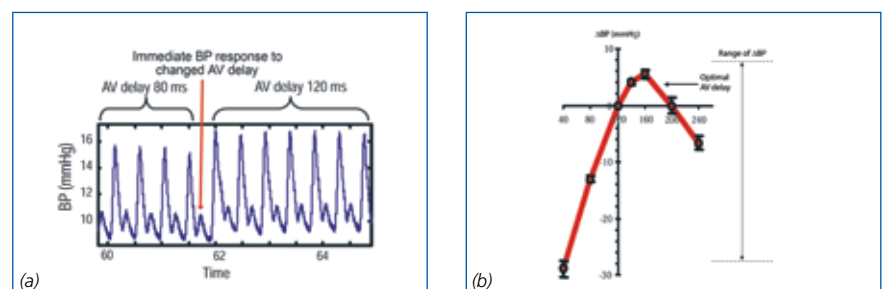 Immediate BP response to
changed AV delay
AV delay 80 ms
AV delay 120 ms
16
14
12
10
BP (mmHg)
60
62
64
Time
(a)
ΔBP (mmHg)
Range of ΔBP
10
Optimal
AV delay
0
40
80
120
160
200
240
-10
-20
-30
(b)